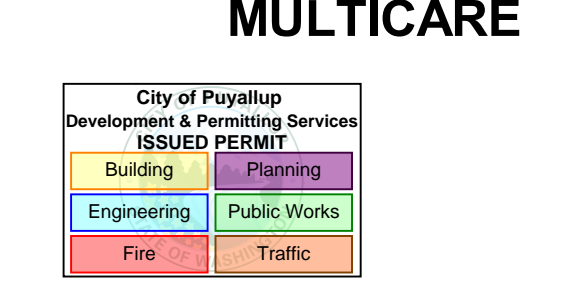 MULTICARE
City of Puyallup
Development & Permitting Services
ISSUED PERMIT
Building Planning
Engineering Public Works
Fire Traffic